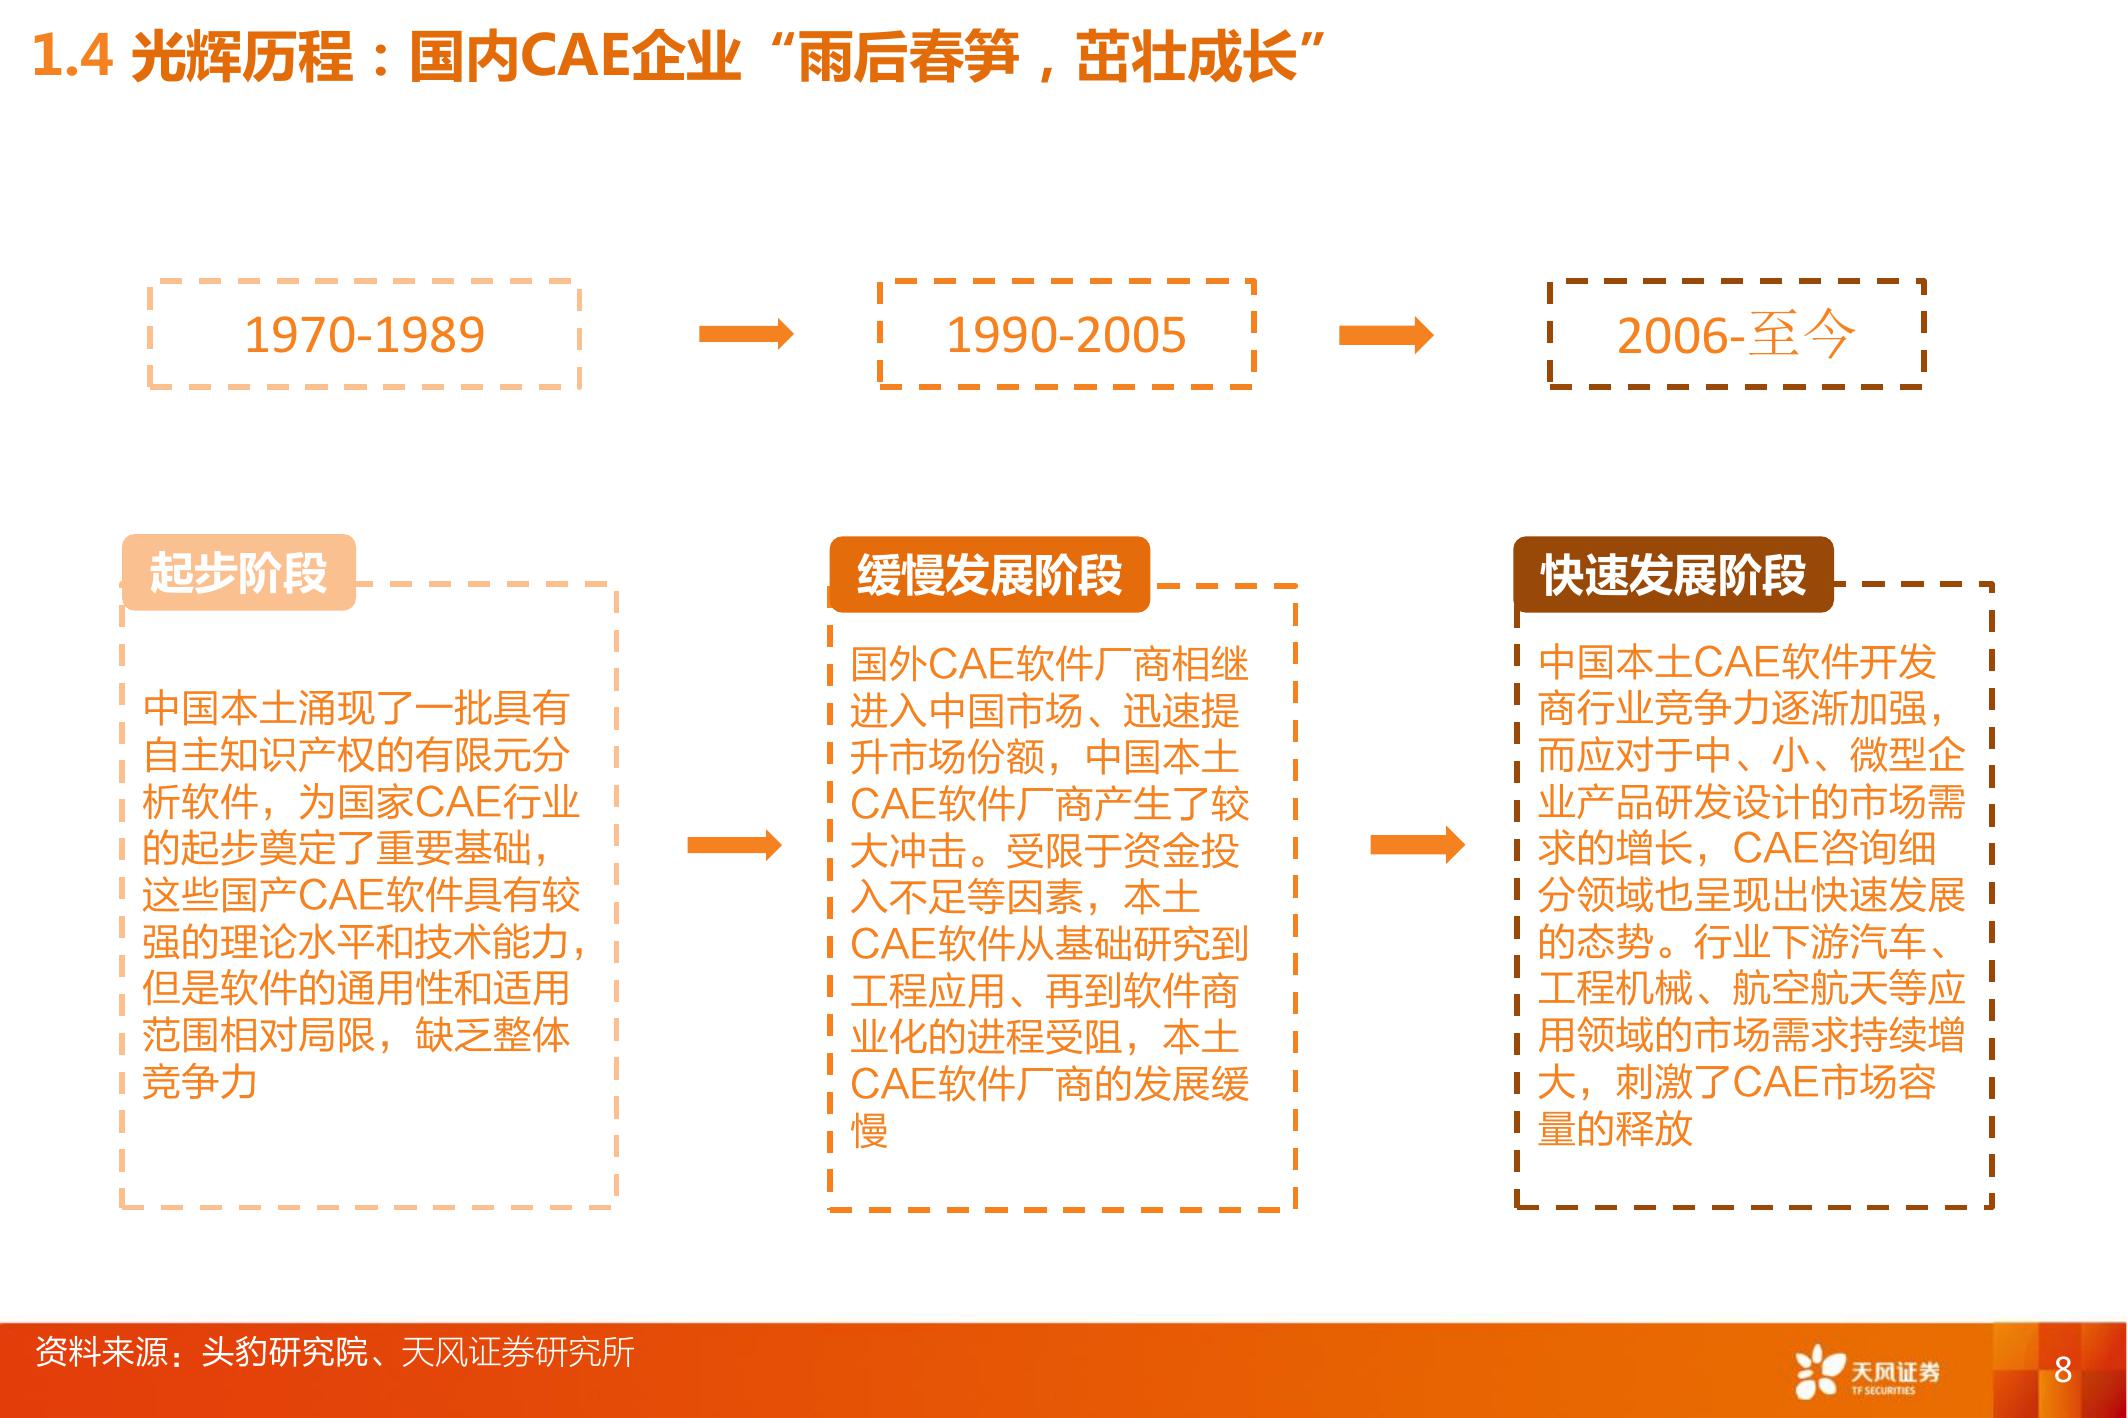 1.4 光辉历程：国内CAE企业“雨后春笋，茁壮成长”
1970-1989
1990-2005
2006-至今
起步阶段
中国本土涌现了一批具有
自主知识产权的有限元分
析软件，为国家CAE行业
的起步奠定了重要基础，
这些国产CAE软件具有较
强的理论水平和技术能力，
但是软件的通用性和适用
范围相对局限，缺乏整体
竞争力
缓慢发展阶段
国外CAE软件厂商相继
进入中国市场、迅速提
升市场份额，中国本土
CAE软件厂商产生了较
大冲击。受限于资金投
入不足等因素，本土
CAE软件从基础研究到
工程应用、再到软件商
业化的进程受阻，本土
CAE软件厂商的发展缓
慢
快速发展阶段
中国本土CAE软件开发
商行业竞争力逐渐加强，
而应对于中、小、微型企
业产品研发设计的市场需
求的增长，CAE咨询细
分领域也呈现出快速发展
的态势。行业下游汽车、
工程机械、航空航天等应
用领域的市场需求持续增
大，刺激了CAE市场容
量的释放
资料来源：头豹研究院、天风证券研究所
天风证券
TF SECURITIES
8